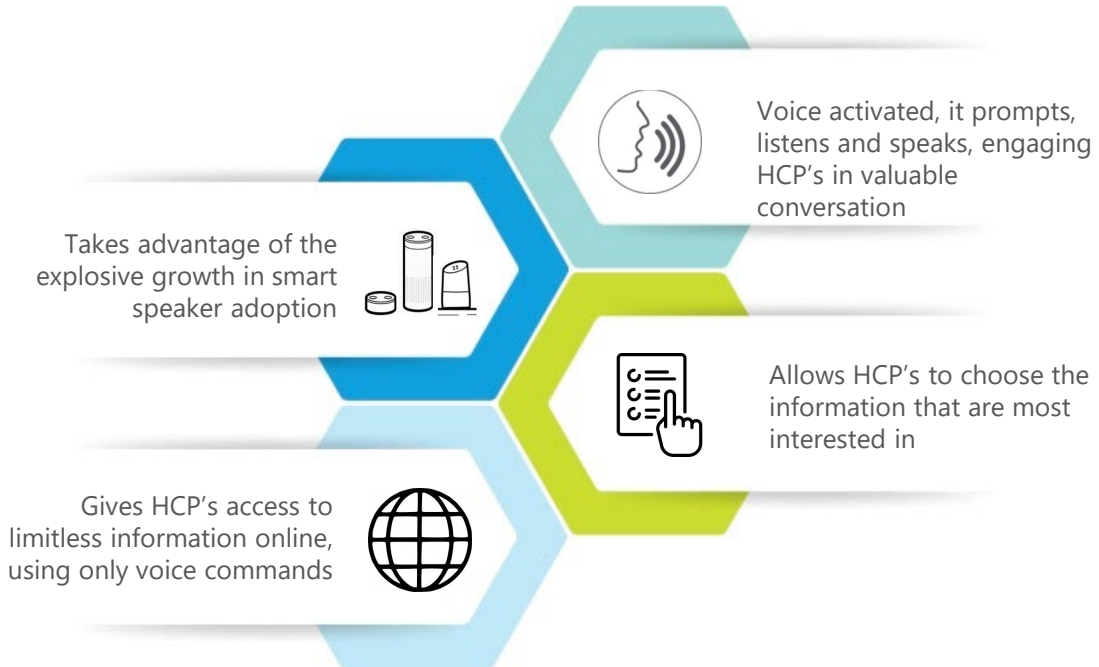 Voice activated, it prompts,
listens and speaks, engaging
HCP's in valuable
conversation
Takes advantage of the
explosive growth in smart
speaker adoption
Allows HCP's to choose the
information that are most
interested in
Gives HCP's access to
limitless information online,
using only voice commands